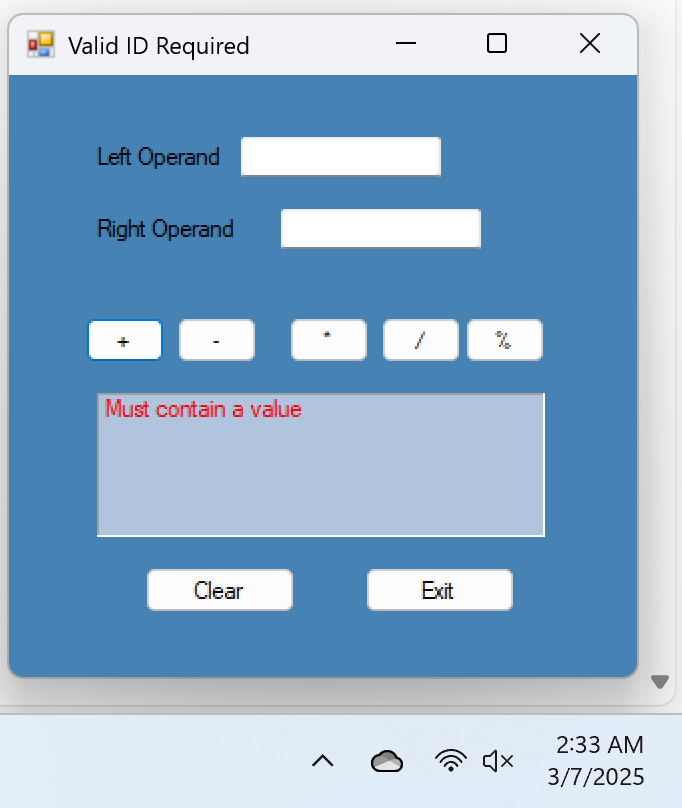 Valid ID Required
Left Operand
Right Operand
+ - * / %
Must contain a value
Clear Exit
2:33 AM
3/7/2025